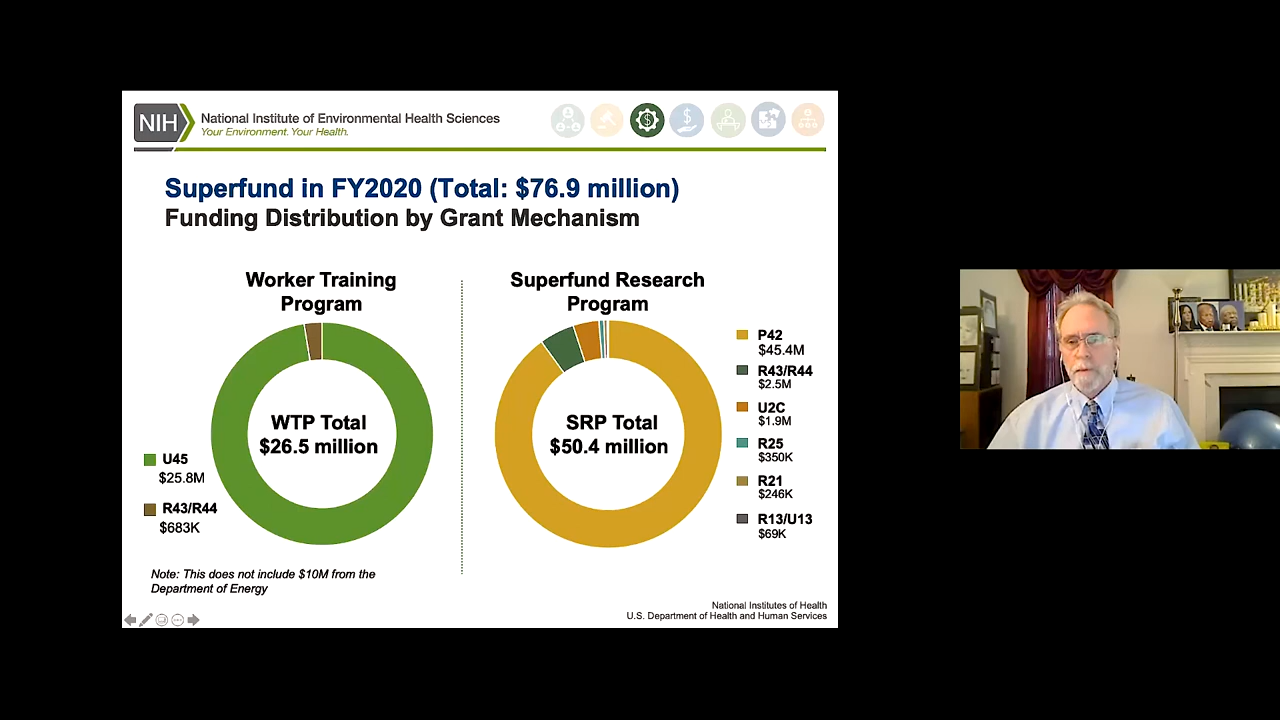 NIH
National Institute of Environmental Health Sciences
Your Environment. Your Health.
Superfund in FY2020 (Total: $76.9 million)
Funding Distribution by Grant Mechanism
Worker Training
Program
WTP Total
$26.5 million
U45
$25.8M
R43/R44
$683K
Note: This does not include $10M from the
Department of Energy
Superfund Research
Program
SRP Total
$50.4 million
P42
$45.4M
R43/R44
$2.5M
U2C
$1.9M
R25
$350K
R21
$246K
R13/U13
$69K
National Institutes of Health
U.S. Department of Health and Human Services